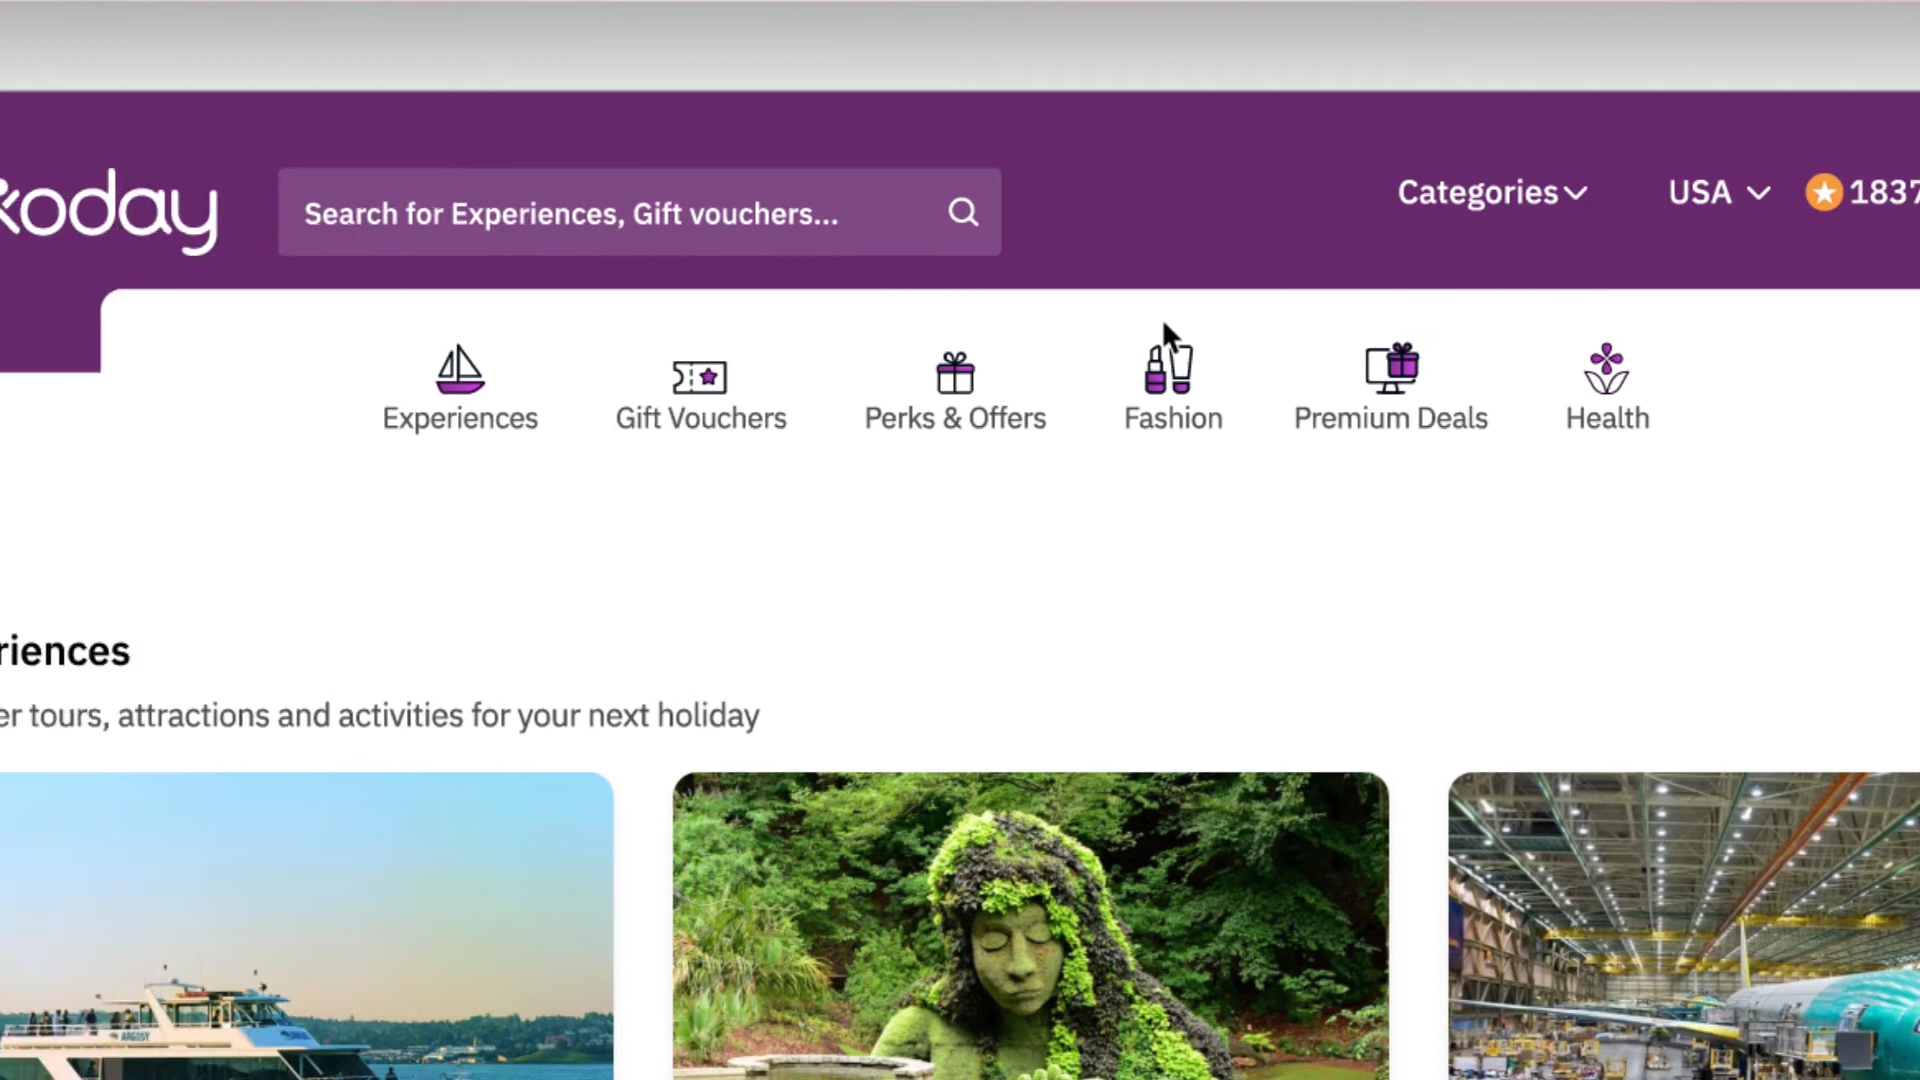 koday
Search for Experiences, Gift vouchers...
Categories
USA
1837
Experiences
Gift Vouchers
Perks & Offers
Fashion
Premium Deals
Health
riences
er tours, attractions and activities for your next holiday
ARGOSY